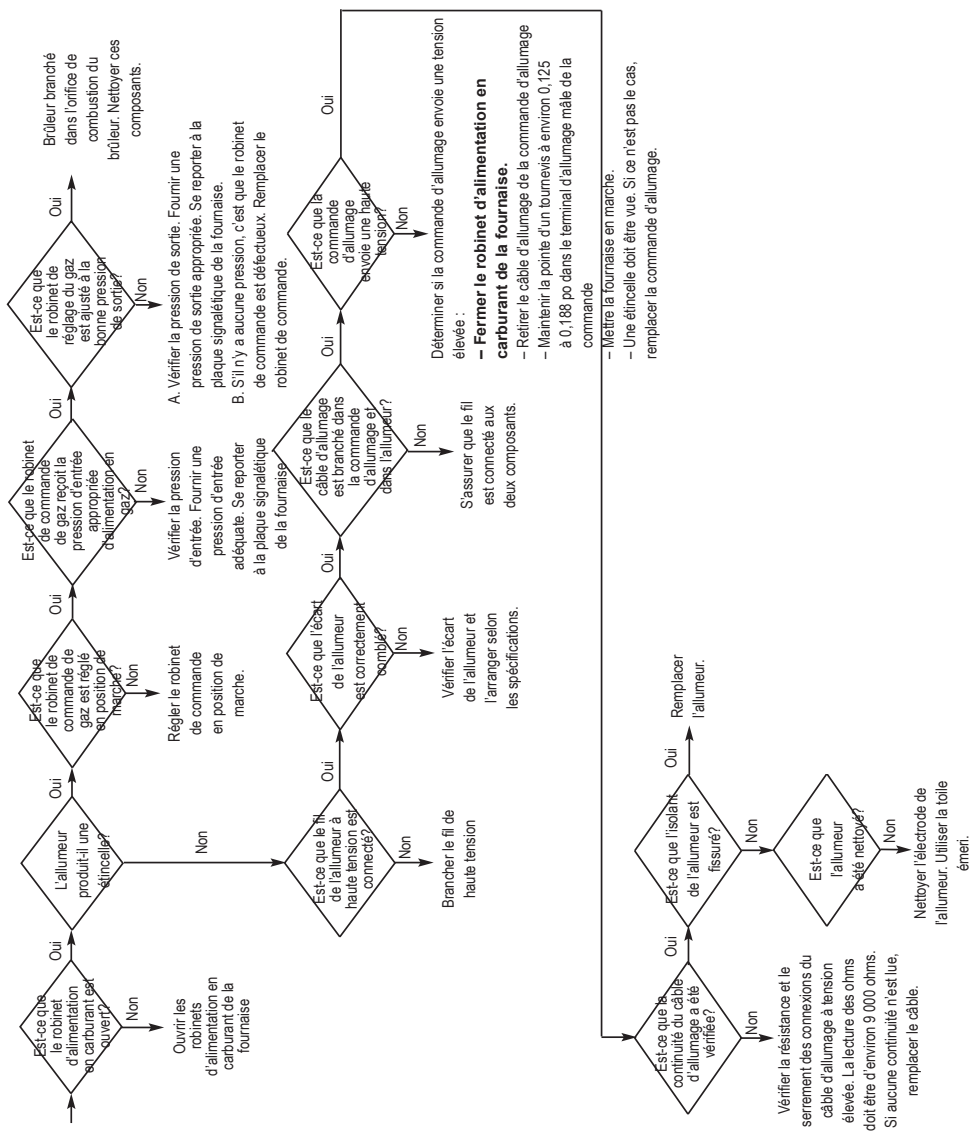 Est-ce que
le robinet
d'alimentation
en carburant est
ouvert?
Oui
Non
Ouvrir les
robinets
d'alimentation en
carburant de la
fournaise
L'allumeur
produit-il une
étincelle?
Oui
Non
Est-ce que
le robinet de
commande de
gaz est réglé
en position de
marche?
Oui
Non
Régler le robinet
de commande
en position de
marche.
Est-ce que le robinet
de commande
de gaz reçoit la
pression d'entrée
appropriée
d'alimentation en
gaz?
Oui
Non
Vérifier la pression
d'entrée. Fournir une
pression d'entrée
adéquate. Se reporter
à la plaque signalétique
de la fournaise
Est-ce que
le robinet de
réglage du gaz
est ajusté à la
bonne pression
de sortie?
Oui
Non
Brûleur branché
dans l'orifice de
combustion du
brûleur. Nettoyer ces
composants.
A. Vérifier la pression de sortie. Fournir une
pression de sortie appropriée. Se reporter à la
plaque signalétique de la fournaise.
B. S'il n'y a aucune pression, c'est que le robinet
de commande est défectueux. Remplacer le
robinet de commande.
Est-ce que le fil
de l'allumeur à
haute tension est
connecté?
Oui
Non
Brancher le fil de
haute tension
Est-ce que l'écart
de l'allumeur
est correctement
comblé?
Oui
Non
Vérifier l'écart
de l'allumeur et
l'arranger selon
les spécifications.
Est-ce que le
câble d'allumage
est branché dans
la commande
d'allumage et
dans l'allumeur?
Oui
Non
S'assurer que le fil
est connecté aux
deux composants.
Est-ce que la
commande
d'allumage
envoie une haute
tension?
Oui
Non
Déterminer si la commande d'allumage envoie une tension
élevée :
– Fermer le robinet d'alimentation en
carburant de la fournaise.
– Retirer le câble d'allumage de la commande d'allumage
– Maintenir la pointe d'un tournevis à environ 0,125
à 0,188 po dans le terminal d'allumage mâle de la
commande
– Mettre la fournaise en marche.
– Une étincelle doit être vue. Si ce n'est pas le cas,
remplacer la commande d'allumage.
Est-ce que la
continuité du câble
d'allumage a été
vérifiée?
Oui
Non
Vérifier la résistance et le
serrement des connexions du
câble d'allumage à tension
élevée. La lecture des ohms
doit être d'environ 9 000 ohms.
Si aucune continuité n'est lue,
remplacer le câble.
Est-ce que l'isolant
de l'allumeur est
fissuré?
Oui
Non
Remplacer
l'allumeur.
Est-ce que
l'allumeur
a été nettoyé?
Non
Nettoyer l'électrode de
l'allumeur. Utiliser la toile
émeri.